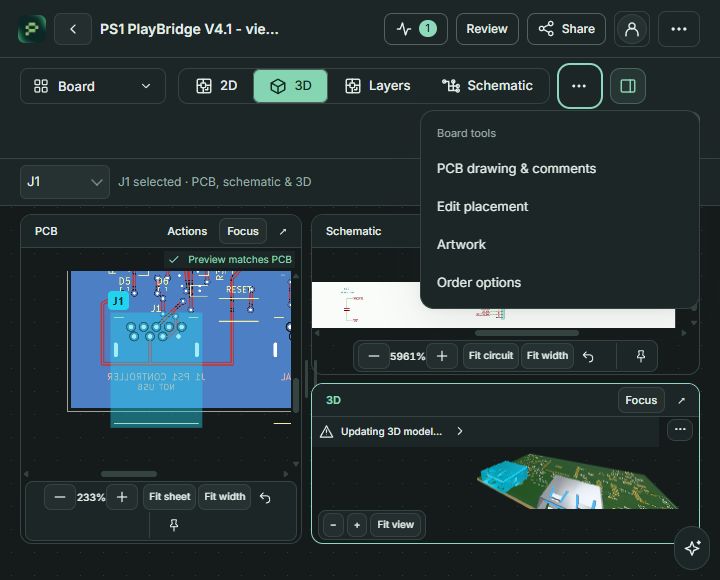 PS1 PlayBridge V4.1 - vie...
1
Review
Share
Board
2D
3D
Layers
Schematic
Board tools
PCB drawing & comments
Edit placement
Artwork
Order options
J1
J1 selected · PCB, schematic & 3D
PCB
Actions
Focus
Schematic
Preview matches PCB
D5
D6
RESET
J1
J1
J1 PS1 CONTROLLER
NOT USB
5961%
Fit circuit
Fit width
3D
Focus
Updating 3D model...
233%
Fit sheet
Fit width
Fit view